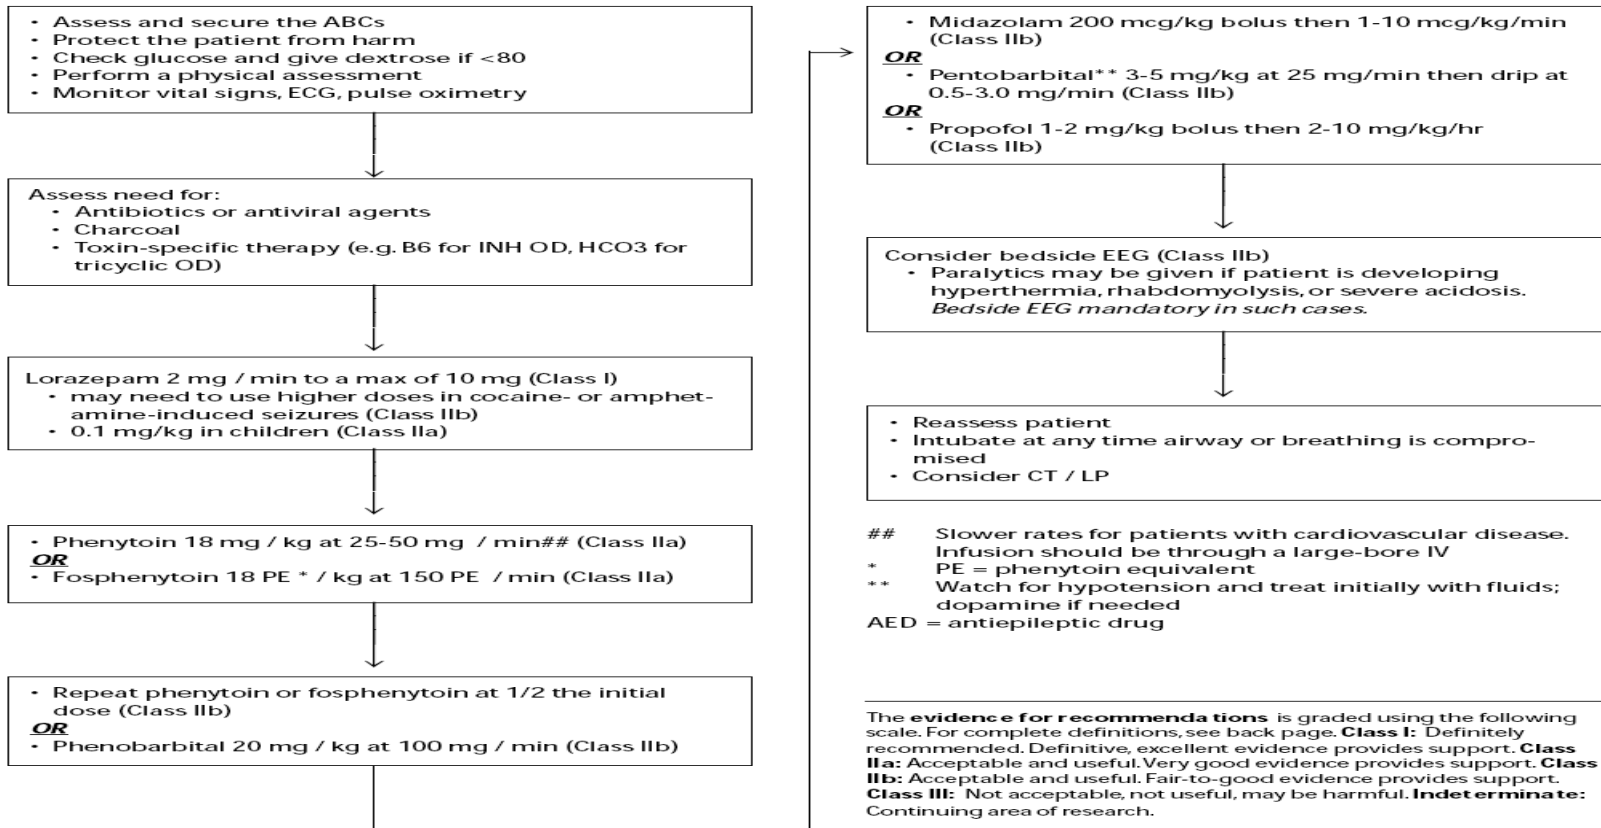 • Assess and secure the ABCs
• Protect the patient from harm
• Check glucose and give dextrose if <80
• Perform a physical assessment
• Monitor vital signs, ECG, pulse oximetry
Assess need for:
• Antibiotics or antiviral agents
• Charcoal
• Toxin-specific therapy (e.g. B6 for INH OD, HCO3 for
tricyclic OD)
Lorazepam 2 mg / min to a max of 10 mg (Class I)
• may need to use higher doses in cocaine- or amphet-
amine-induced seizures (Class IIb)
• 0.1 mg/kg in children (Class IIa)
• Phenytoin 18 mg / kg at 25-50 mg / min## (Class IIa)
OR
• Fosphenytoin 18 PE * / kg at 150 PE / min (Class IIa)
• Repeat phenytoin or fosphenytoin at 1/2 the initial
dose (Class IIb)
OR
• Phenobarbital 20 mg / kg at 100 mg / min (Class IIb)
• Midazolam 200 mcg/kg bolus then 1-10 mcg/kg/min
(Class IIb)
OR
• Pentobarbital** 3-5 mg/kg at 25 mg/min then drip at
0.5-3.0 mg/min (Class IIb)
OR
• Propofol 1-2 mg/kg bolus then 2-10 mg/kg/hr
(Class IIb)
Consider bedside EEG (Class IIb)
• Paralytics may be given if patient is developing
hyperthermia, rhabdomyolysis, or severe acidosis.
Bedside EEG mandatory in such cases.
• Reassess patient
• Intubate at any time airway or breathing is compro-
mised
• Consider CT / LP
## Slower rates for patients with cardiovascular disease.
Infusion should be through a large-bore IV
* PE = phenytoin equivalent
** Watch for hypotension and treat initially with fluids;
dopamine if needed
AED = antiepileptic drug
The evidence for recommendations is graded using the following
scale. For complete definitions, see back page. Class I: Definitely
recommended. Definitive, excellent evidence provides support. Class
IIa: Acceptable and useful. Very good evidence provides support. Class
IIb: Acceptable and useful. Fair-to-good evidence provides support.
Class III: Not acceptable, not useful, may be harmful. Indeterminate:
Continuing area of research.